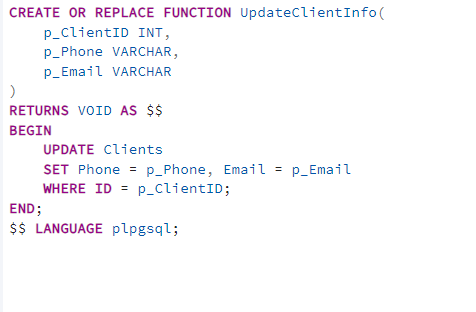 CREATE OR REPLACE FUNCTION UpdateClientInfo(
    p_ClientID INT,
    p_Phone VARCHAR,
    p_Email VARCHAR
)
RETURNS VOID AS $$
BEGIN
    UPDATE Clients
    SET Phone = p_Phone, Email = p_Email
    WHERE ID = p_ClientID;
END;
$$ LANGUAGE plpgsql;